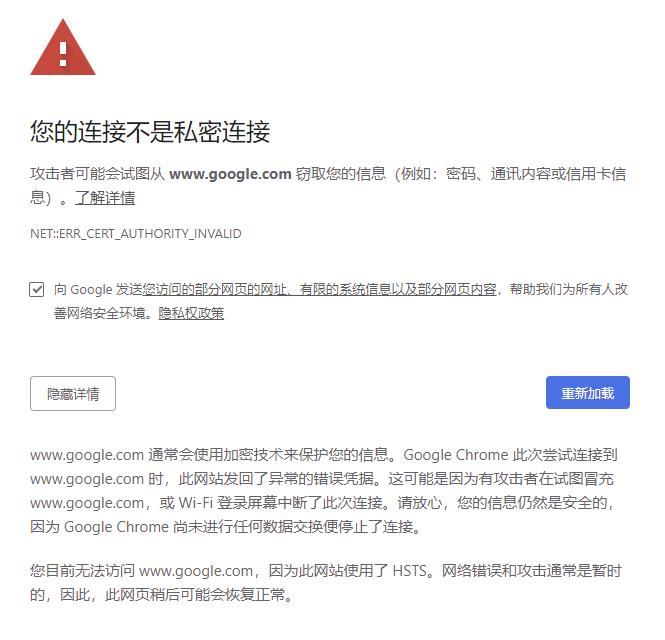 您的连接不是私密连接
攻击者可能会试图从 www.google.com 窃取您的信息（例如：密码、通讯内容或信用卡信
息）。了解详情
NET::ERR_CERT_AUTHORITY_INVALID
向 Google 发送您访问的部分网页的网址、有限的系统信息以及部分网页内容，帮助我们为所有人改
善网络安全环境。隐私权政策
隐藏详情
重新加载
www.google.com 通常会使用加密技术来保护您的信息。Google Chrome 此次尝试连接到
www.google.com 时，此网站发回了异常的错误凭据。这可能是因为有攻击者在试图冒充
www.google.com，或 Wi-Fi 登录屏幕中断了此次连接。请放心，您的信息仍然是安全的，
因为 Google Chrome 尚未进行任何数据交换便停止了连接。
您目前无法访问 www.google.com，因为此网站使用了 HSTS。网络错误和攻击通常是暂时
的，因此，此网页稍后可能会恢复正常。